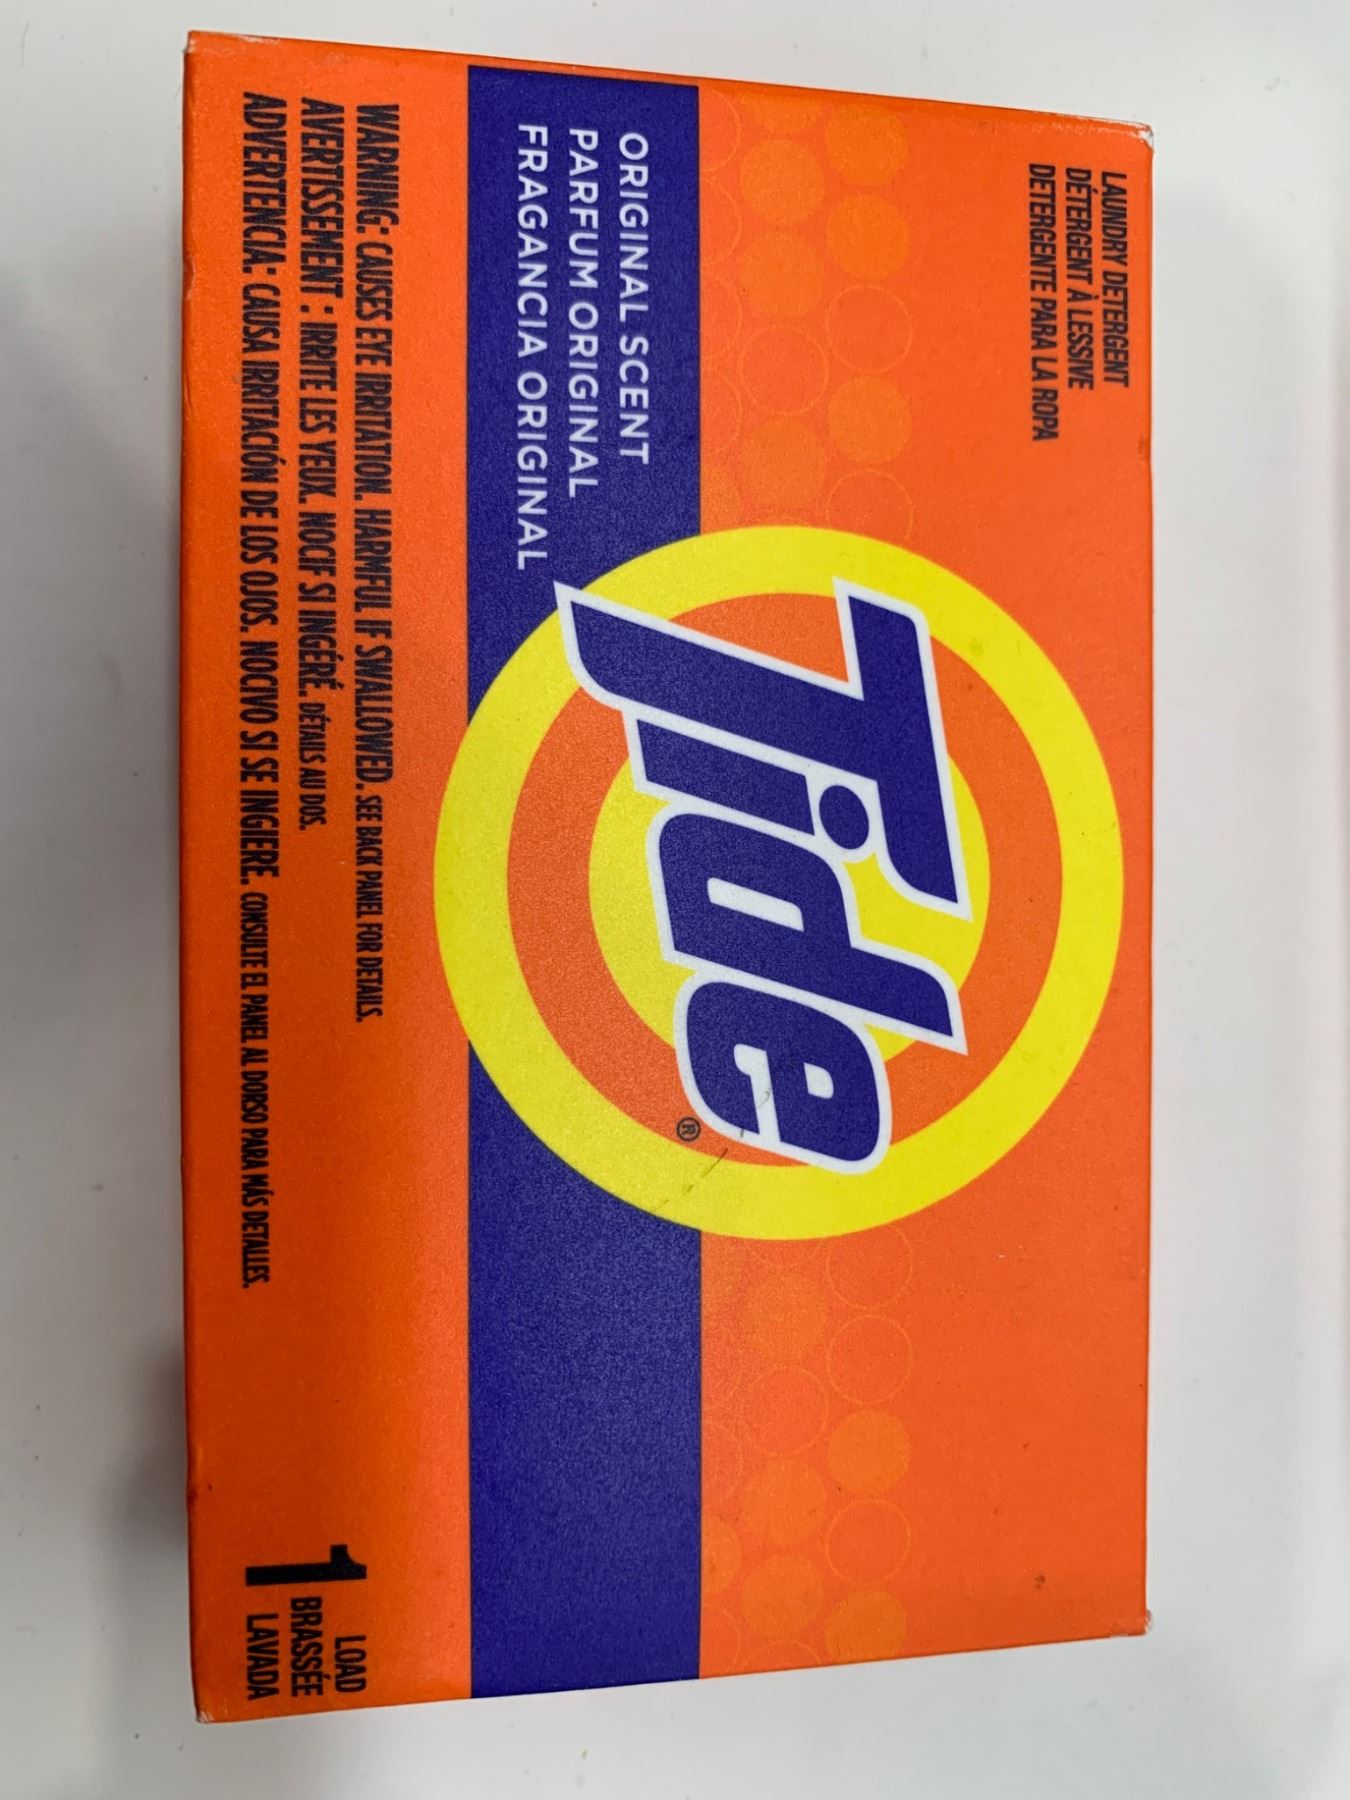 LAUNDRY DETERGENT
DÉTERGENT À LESSIVE
DETERGENTE PARA LA ROPA
Tide®
ORIGINAL SCENT
PARFUM ORIGINAL
FRAGANCIA ORIGINAL
WARNING: CAUSES EYE IRRITATION. HARMFUL IF SWALLOWED. SEE BACK PANEL FOR DETAILS.
AVERTISSEMENT : IRRITE LES YEUX. NOCIF SI INGÉRÉ. DÉTAILS AU DOS.
ADVERTENCIA: CAUSA IRRITACIÓN DE LOS OJOS. NOCIVO SI SE INGIERE. CONSULTE EL PANEL AL DORSO PARA MÁS DETALLES.
1 LOAD
BRASSÉE
LAVADA